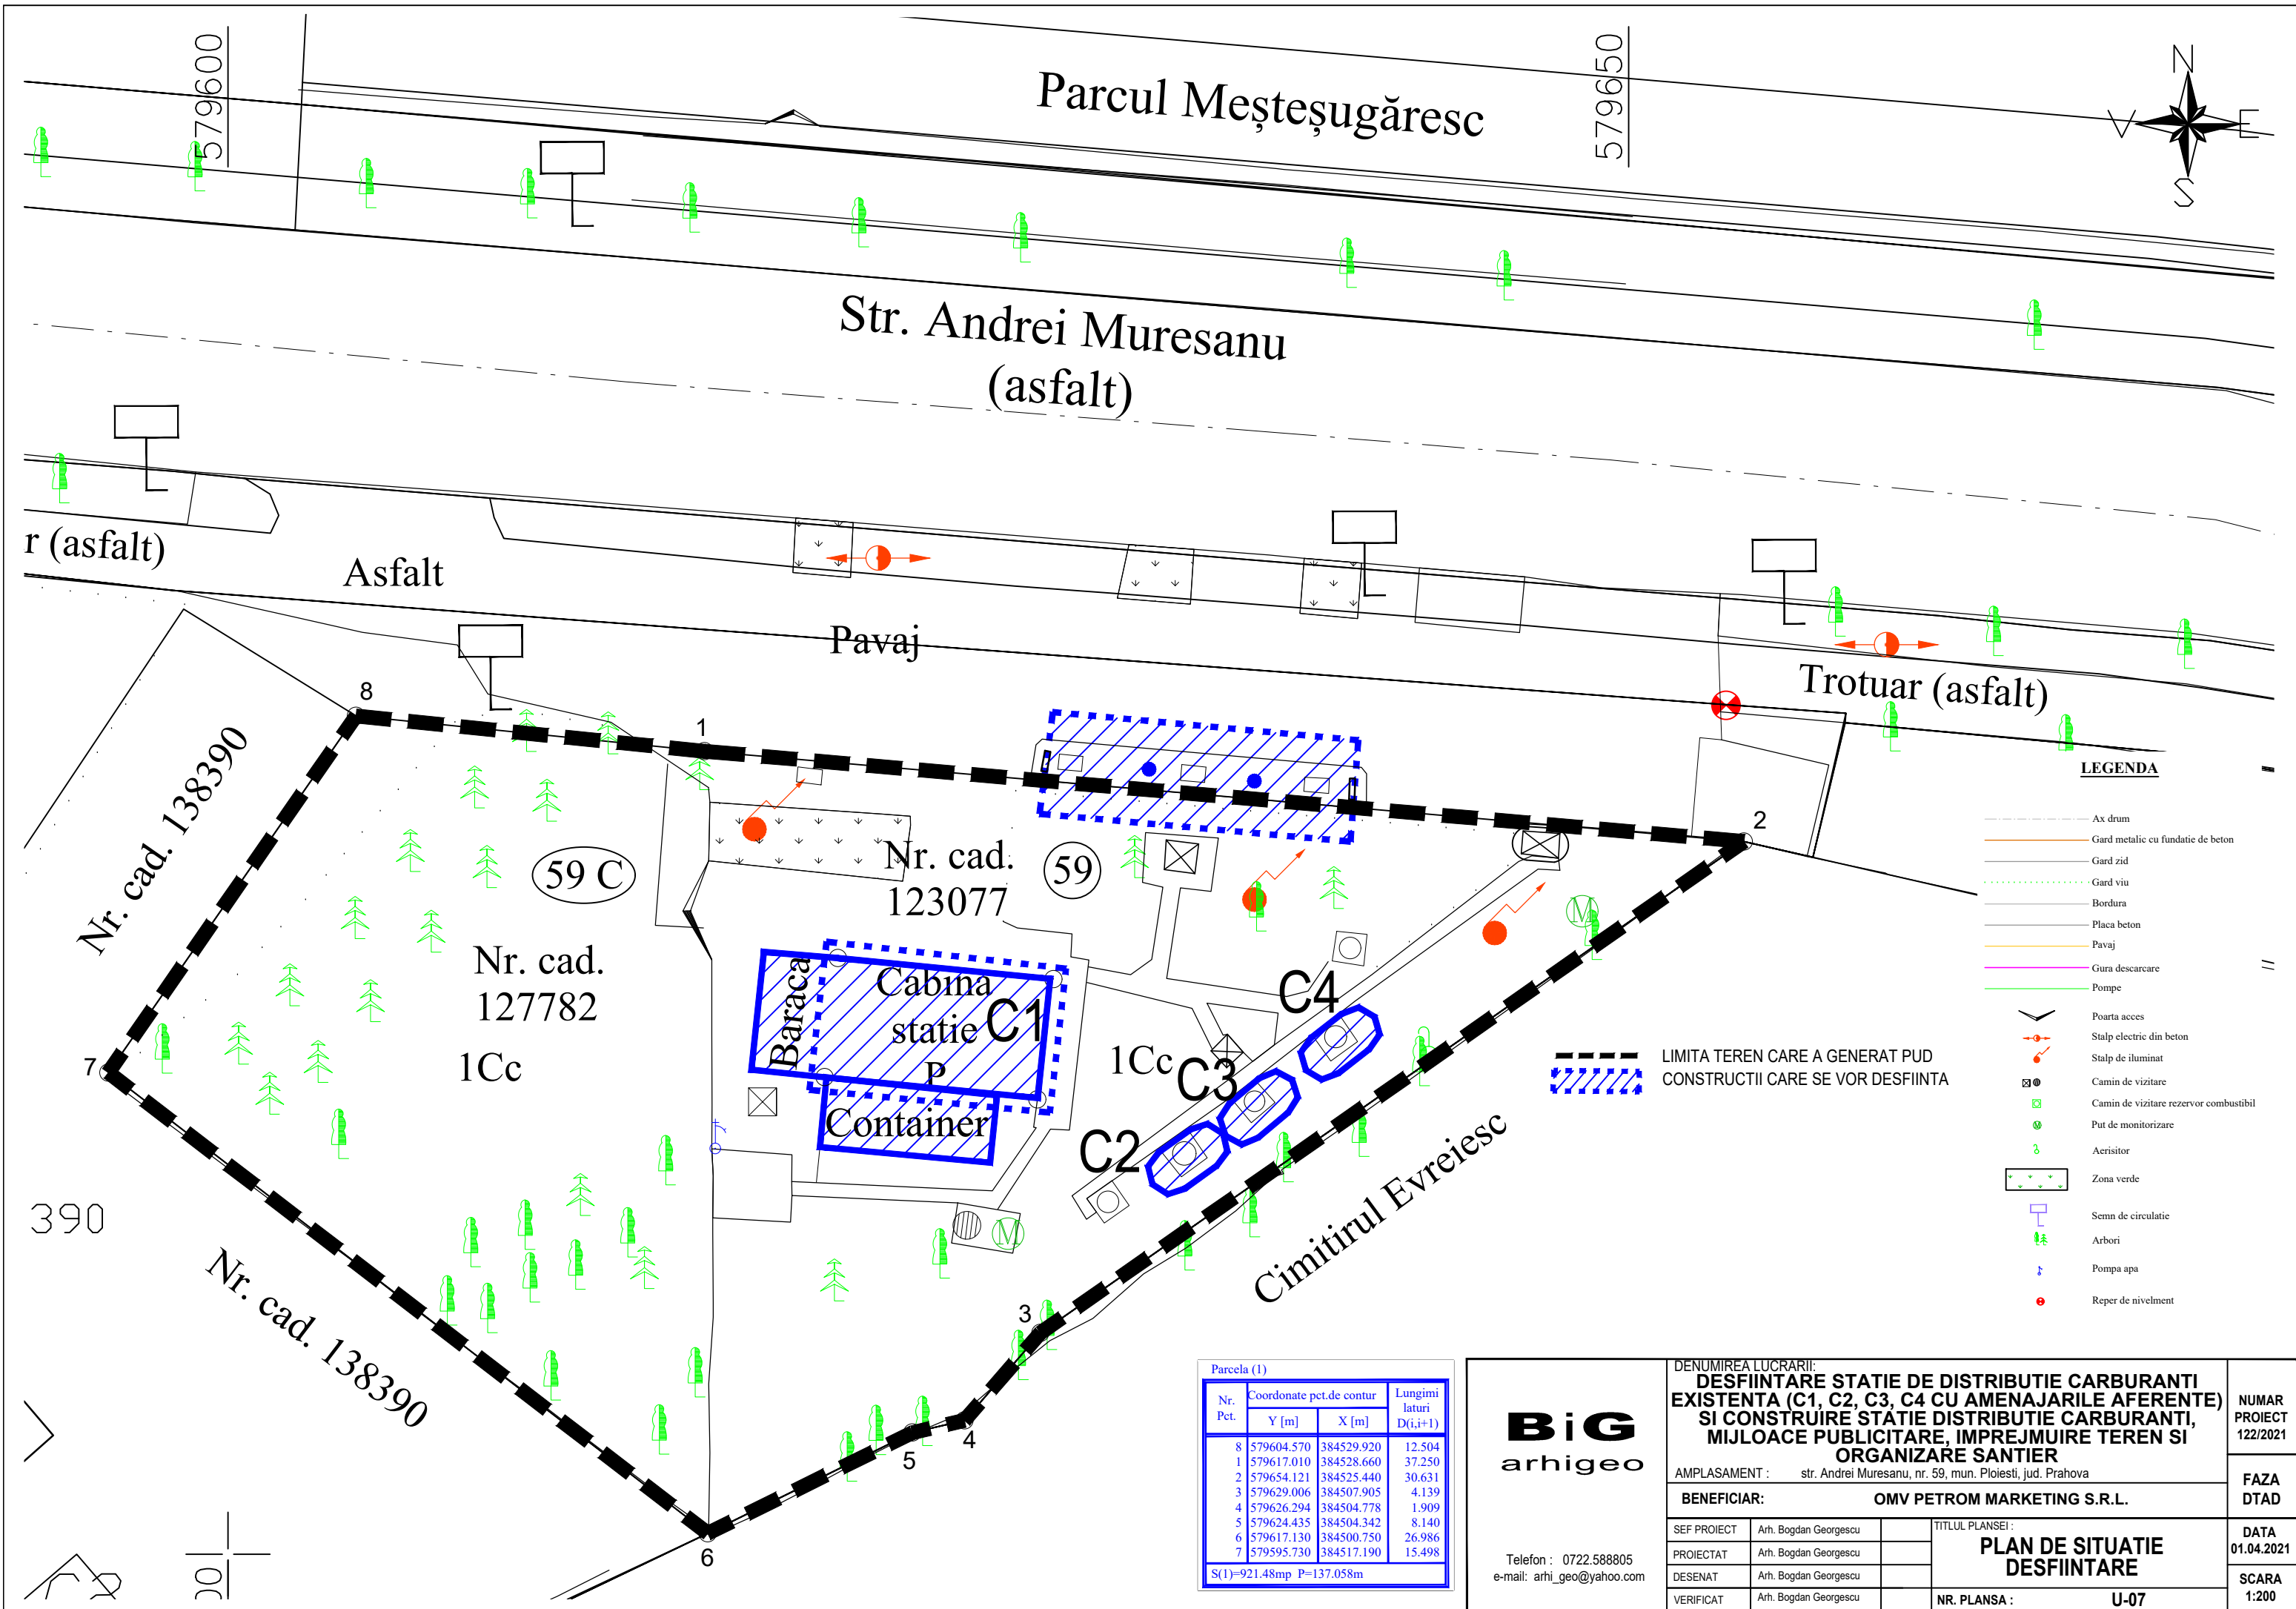 579600
579650
N
V
E
S
Parcul Meșteșugăresc
Str. Andrei Muresanu
(asfalt)
r (asfalt)
Asfalt
Pavaj
Trotuar (asfalt)
8
1
2
Nr. cad. 138390
59 C
Nr. cad.
123077
59
M
Nr. cad.
127782
1Cc
Baraca
Cabina
statie
P
C1
Container
1Cc
C4
C3
C2
7
M
Cimitirul Evreiesc
390
Nr. cad. 138390
3
4
5
6
LIMITA TEREN CARE A GENERAT PUD
CONSTRUCTII CARE SE VOR DESFIINTA
LEGENDA
Ax drum
Gard metalic cu fundatie de beton
Gard zid
Gard viu
Bordura
Placa beton
Pavaj
Gura descarcare
Pompe
Poarta acces
Stalp electric din beton
Stalp de iluminat
Camin de vizitare
Camin de vizitare rezervor combustibil
M Put de monitorizare
Aerisitor
Zona verde
Semn de circulatie
Arbori
Pompa apa
Reper de nivelment
Parcela (1)
Nr. Pct. Coordonate pct.de contur Lungimi laturi D(i,i+1)
Y [m] X [m]
8 579604.570 384529.920 12.504
1 579617.010 384528.660 37.250
2 579654.121 384525.440 30.631
3 579629.006 384507.905 4.139
4 579626.294 384504.778 1.909
5 579624.435 384504.342 8.140
6 579617.130 384500.750 26.986
7 579595.730 384517.190 15.498
S(1)=921.48mp P=137.058m
BiG
arhigeo
Telefon : 0722.588805
e-mail: arhi_geo@yahoo.com
DENUMIREA LUCRARII:
DESFIINTARE STATIE DE DISTRIBUTIE CARBURANTI
EXISTENTA (C1, C2, C3, C4 CU AMENAJARILE AFERENTE)
SI CONSTRUIRE STATIE DISTRIBUTIE CARBURANTI,
MIJLOACE PUBLICITARE, IMPREJMUIRE TEREN SI
ORGANIZARE SANTIER
AMPLASAMENT : str. Andrei Muresanu, nr. 59, mun. Ploiesti, jud. Prahova
BENEFICIAR: OMV PETROM MARKETING S.R.L.
SEF PROIECT Arh. Bogdan Georgescu
PROIECTAT Arh. Bogdan Georgescu
DESENAT Arh. Bogdan Georgescu
VERIFICAT Arh. Bogdan Georgescu
TITLUL PLANSEI :
PLAN DE SITUATIE
DESFIINTARE
NR. PLANSA : U-07
NUMAR
PROIECT
122/2021
FAZA
DTAD
DATA
01.04.2021
SCARA
1:200